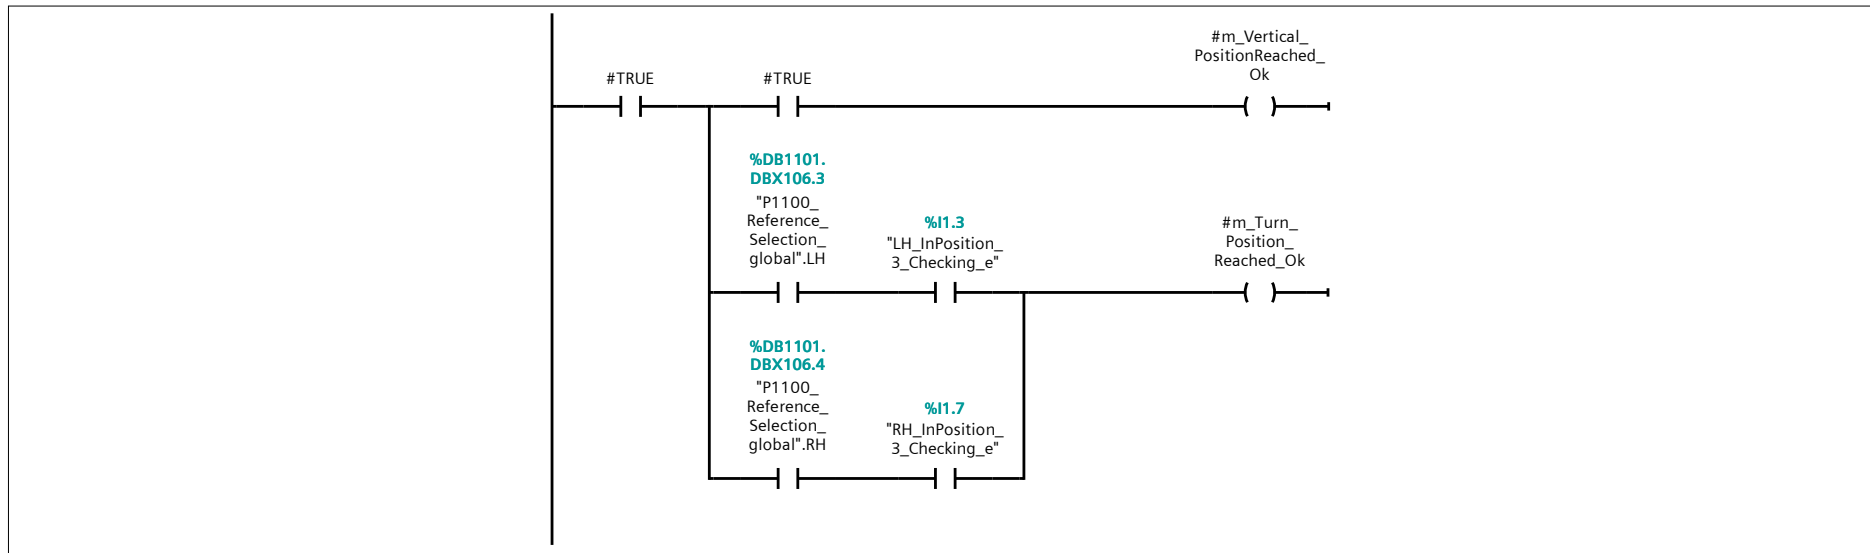 #m_Vertical_
PositionReached_
Ok
#TRUE
#TRUE
%DB1101.
DBX106.3
"P1100_
Reference_
Selection_
global".LH
%I1.3
"LH_InPosition_
3_Checking_e"
#m_Turn_
Position_
Reached_Ok
%DB1101.
DBX106.4
"P1100_
Reference_
Selection_
global".RH
%I1.7
"RH_InPosition_
3_Checking_e"